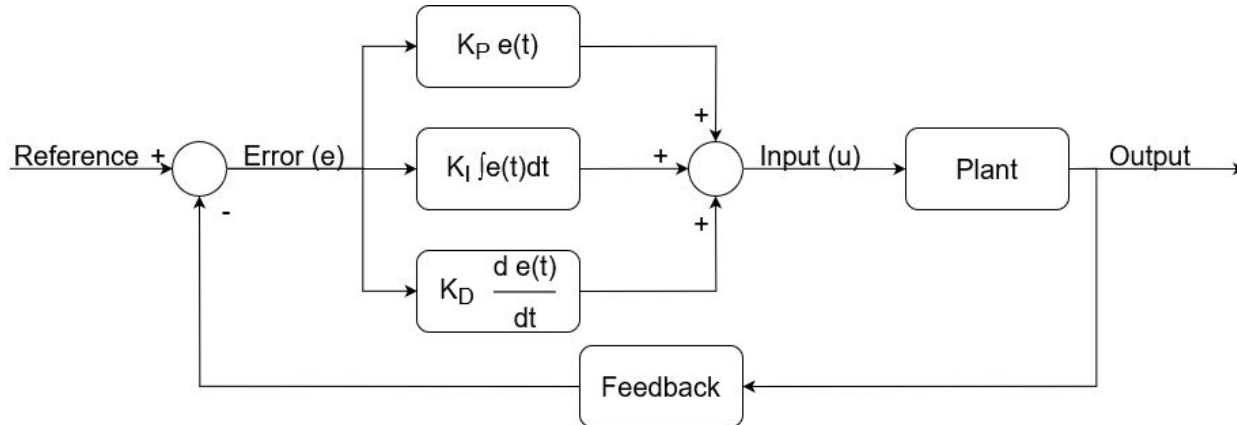 K_P e(t)
+
Reference + Error (e) K_I ∫e(t)dt + Input (u) Plant Output
-
+
K_D d e(t)
dt
Feedback